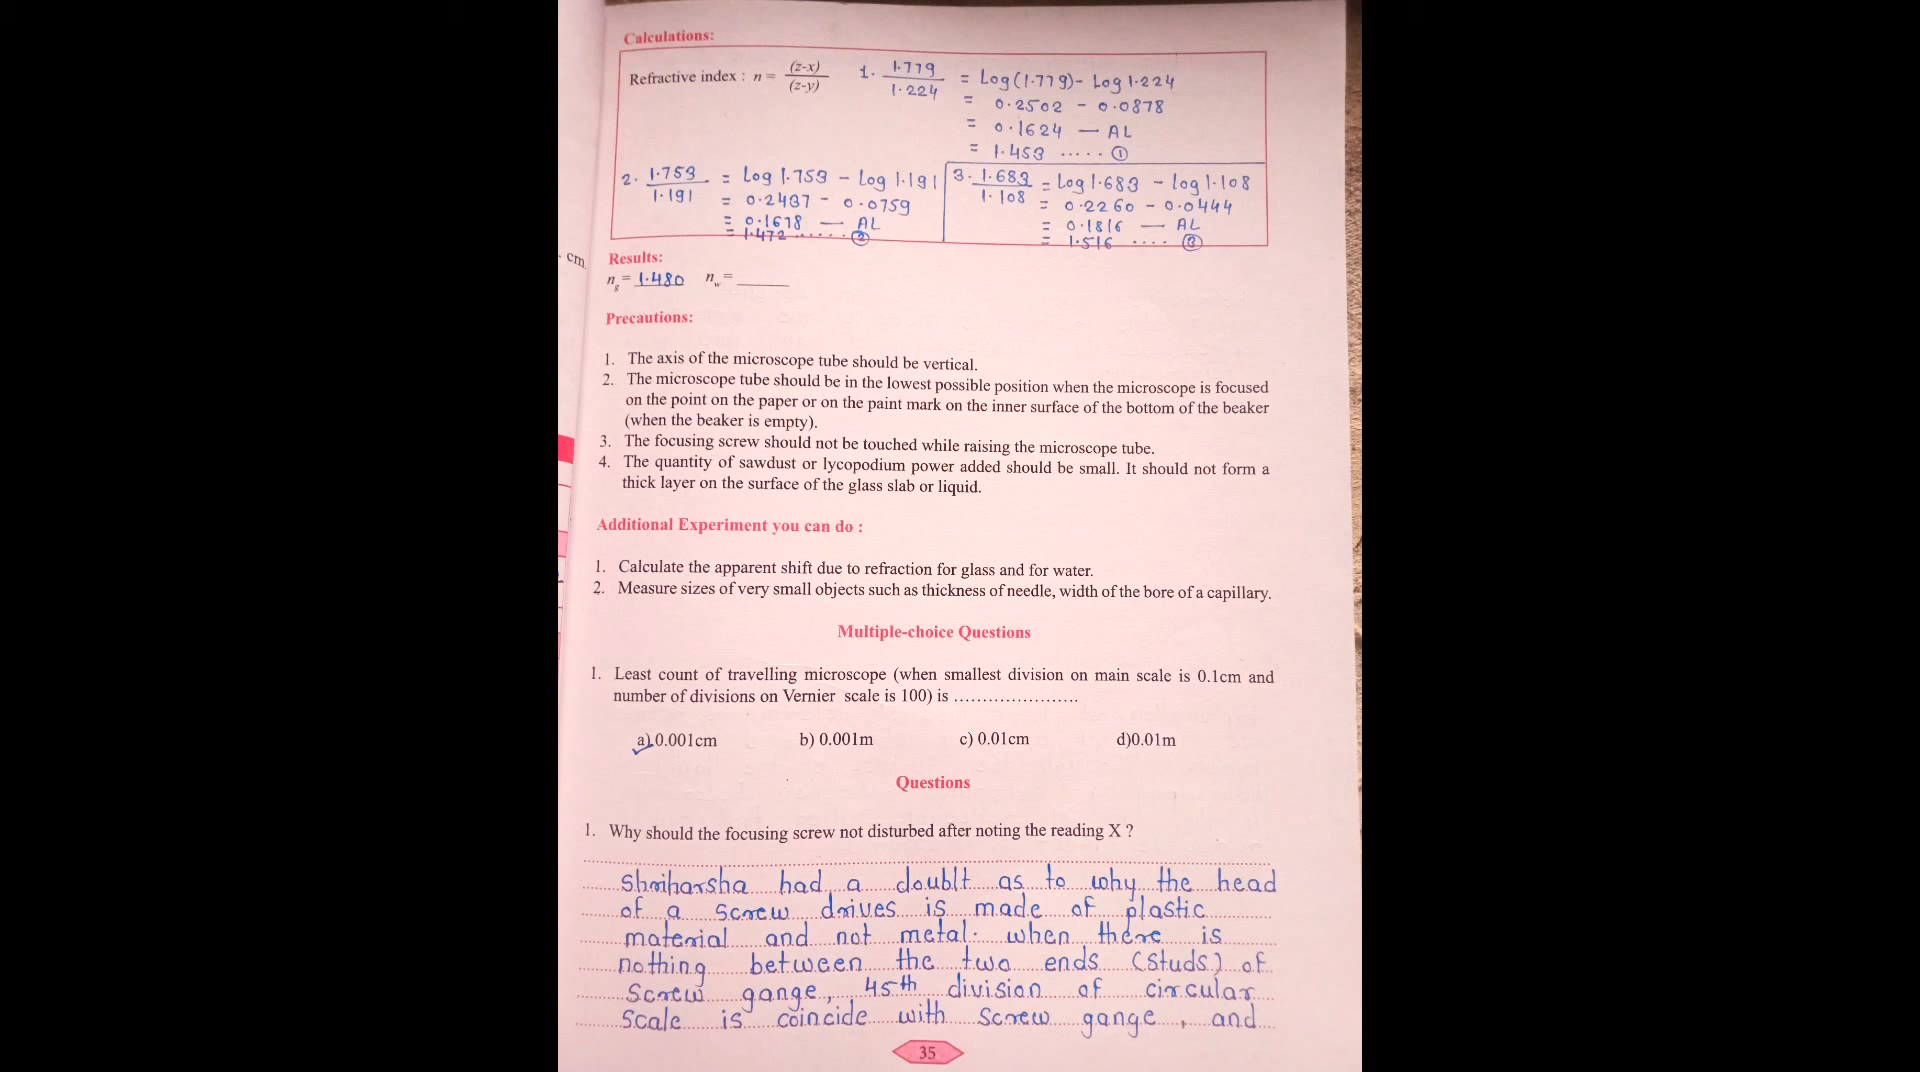 Calculations:
Refractive index : n = (z-x) / (z-y)
1. 1.779 / 1.224 = Log (1.779) - Log 1.224
= 0.2502 - 0.0878
= 0.1624 — AL
= 1.453 ..... ①
2. 1.753 / 1.191 = Log 1.753 - log 1.191
= 0.2437 - 0.0759
= 0.1678 — AL
= 1.472 ...... ②
3. 1.683 / 1.108 = Log 1.683 - log 1.108
= 0.2260 - 0.0444
= 0.1816 — AL
= 1.516 .... ③
cm.
Results:
ng = 1.480 nw = ______
Precautions:
1. The axis of the microscope tube should be vertical.
2. The microscope tube should be in the lowest possible position when the microscope is focused
on the point on the paper or on the paint mark on the inner surface of the bottom of the beaker
(when the beaker is empty).
3. The focusing screw should not be touched while raising the microscope tube.
4. The quantity of sawdust or lycopodium power added should be small. It should not form a
thick layer on the surface of the glass slab or liquid.
Additional Experiment you can do :
1. Calculate the apparent shift due to refraction for glass and for water.
2. Measure sizes of very small objects such as thickness of needle, width of the bore of a capillary.
Multiple-choice Questions
1. Least count of travelling microscope (when smallest division on main scale is 0.1cm and
number of divisions on Vernier scale is 100) is ......................
a) 0.001cm b) 0.001m c) 0.01cm d)0.01m
Questions
1. Why should the focusing screw not disturbed after noting the reading X ?
Shriharsha had a doublt as to why the head
of a screw drives is made of plastic
material and not metal. when there is
nothing between the two ends (studs) of
Screw gange, 45th division of circular
Scale is coincide with screw gange, and
35